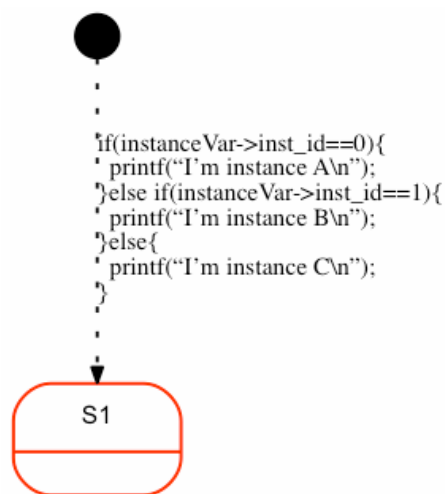 if(instanceVar->inst_id==0){
printf(“I’m instance A\n”);
}else if(instanceVar->inst_id==1){
printf(“I’m instance B\n”);
}else{
printf(“I’m instance C\n”);
}
S1